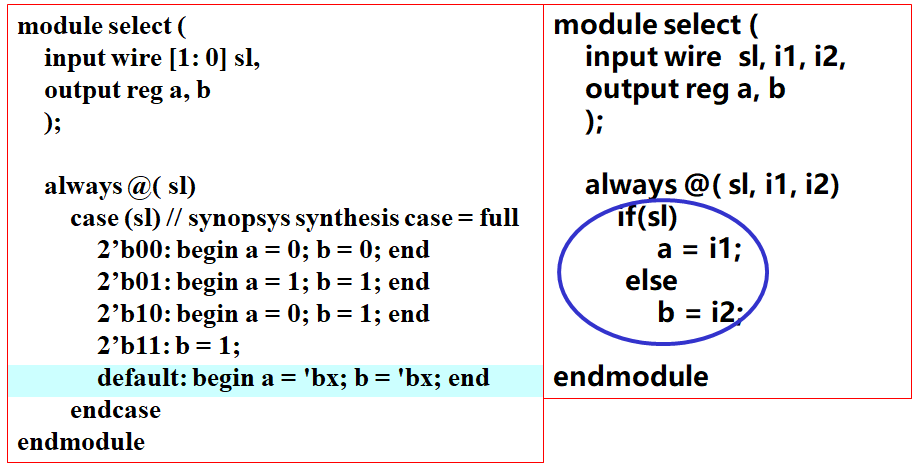 module select (
input wire [1: 0] sl,
output reg a, b
);
always @( sl)
case (sl) // synopsys synthesis case = full
2’b00: begin a = 0; b = 0; end
2’b01: begin a = 1; b = 1; end
2’b10: begin a = 0; b = 1; end
2’b11: b = 1;
default: begin a = 'bx; b = 'bx; end
endcase
endmodule
module select (
input wire sl, i1, i2,
output reg a, b
);
always @( sl, i1, i2)
if(sl)
a = i1;
else
b = i2;
endmodule